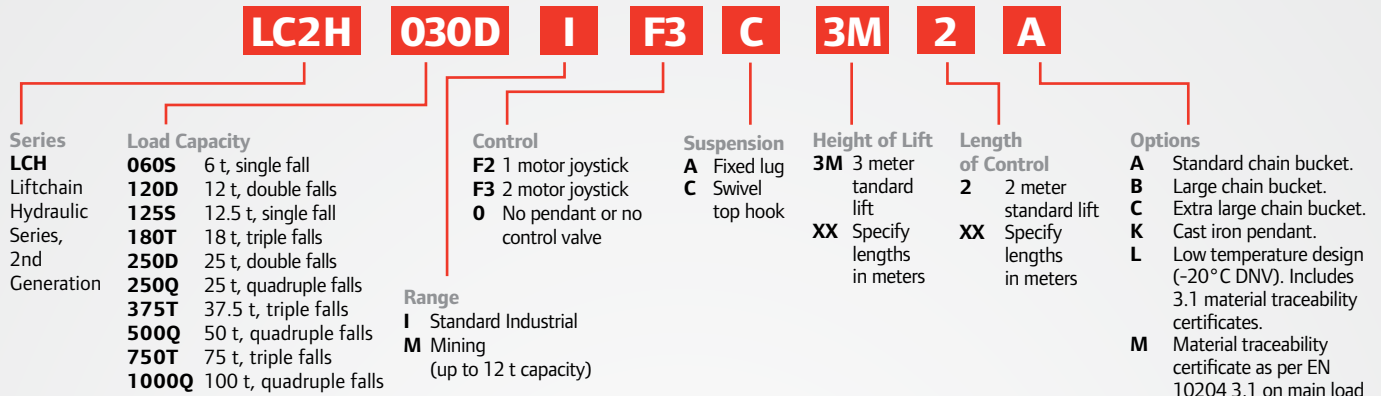 LC2H 030D I F3 C 3M 2 A
Series
LCH
Liftchain
Hydraulic
Series,
2nd
Generation
Load Capacity
060S 6 t, single fall
120D 12 t, double falls
125S 12.5 t, single fall
180T 18 t, triple falls
250D 25 t, double falls
250Q 25 t, quadruple falls
375T 37.5 t, triple falls
500Q 50 t, quadruple falls
750T 75 t, triple falls
1000Q 100 t, quadruple falls
Range
I Standard Industrial
M Mining
(up to 12 t capacity)
Control
F2 1 motor joystick
F3 2 motor joystick
0 No pendant or no
control valve
Suspension
A Fixed lug
C Swivel
top hook
Height of Lift
3M 3 meter
tandard
lift
XX Specify
lengths
in meters
Length
of Control
2 2 meter
standard lift
XX Specify
lengths
in meters
Options
A Standard chain bucket.
B Large chain bucket.
C Extra large chain bucket.
K Cast iron pendant.
L Low temperature design
(-20°C DNV). Includes
3.1 material traceability
certificates.
M Material traceability
certificate as per EN
10204 3.1 on main load